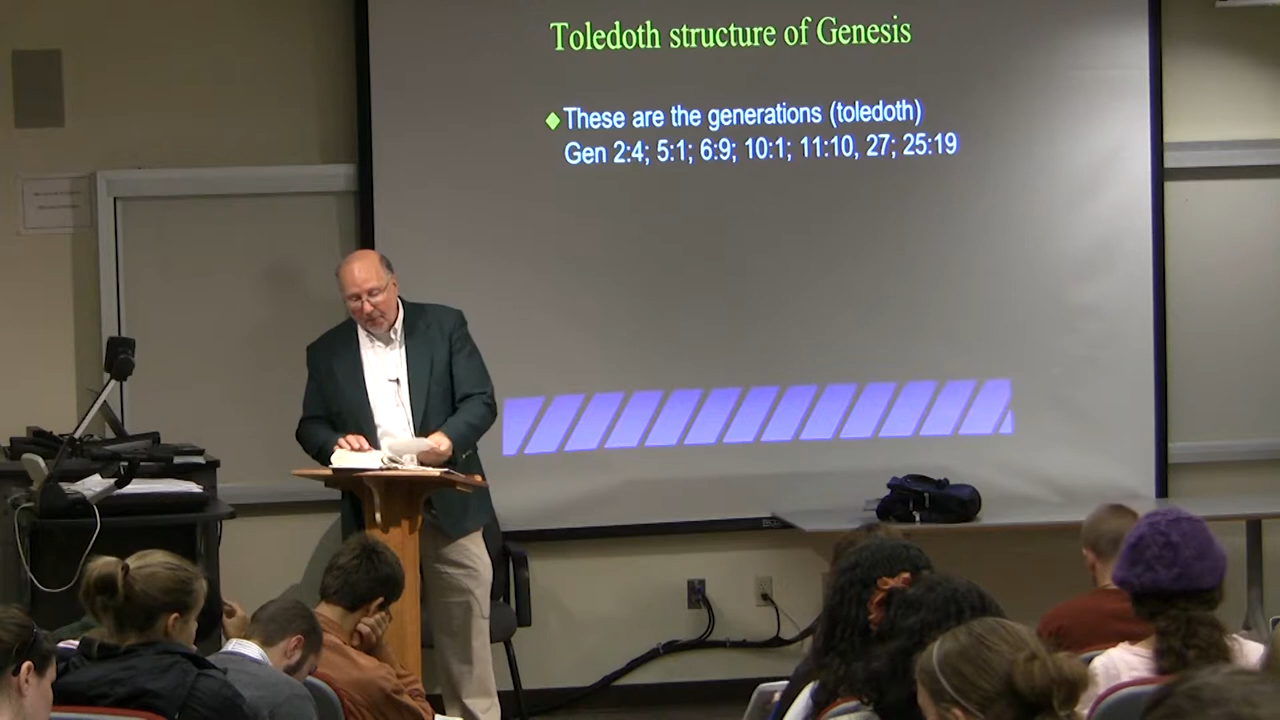 Toledoth structure of Genesis
These are the generations (toledoth)
Gen 2:4; 5:1; 6:9; 10:1; 11:10, 27; 25:19